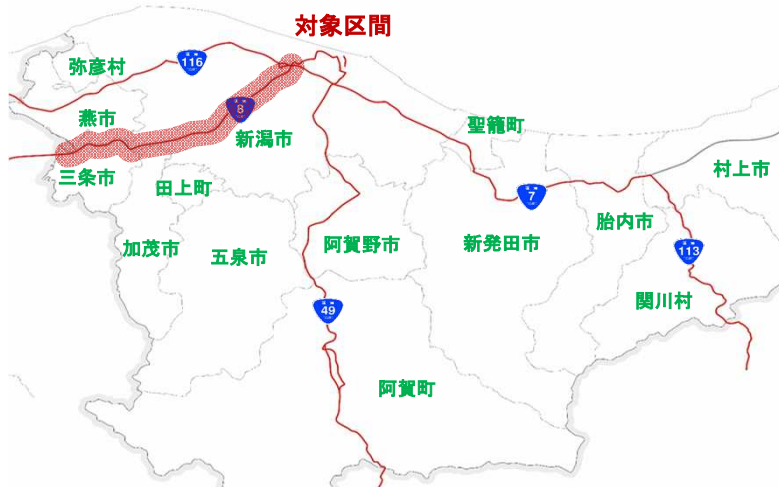 対象区間
弥彦村
116
燕市
8
新潟市
聖籠町
三条市
田上町
村上市
7
胎内市
加茂市
五泉市
阿賀野市
新発田市
113
関川村
49
阿賀町